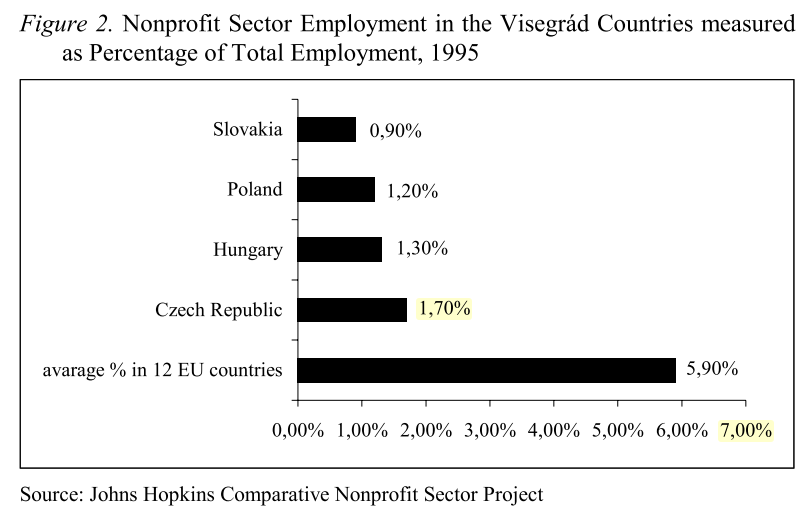 Figure 2. Nonprofit Sector Employment in the Visegrád Countries measured
as Percentage of Total Employment, 1995
Slovakia 0,90%
Poland 1,20%
Hungary 1,30%
Czech Republic 1,70%
avarage % in 12 EU countries 5,90%
0,00% 1,00% 2,00% 3,00% 4,00% 5,00% 6,00% 7,00%
Source: Johns Hopkins Comparative Nonprofit Sector Project